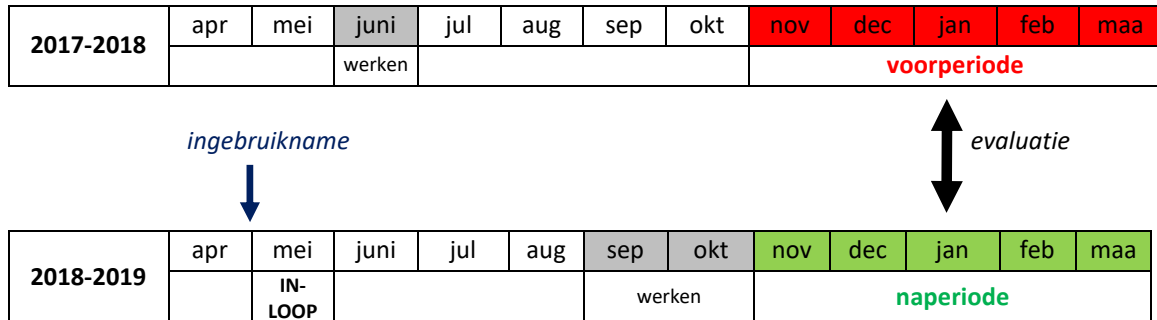 2017-2018 apr mei juni jul aug sep okt nov dec jan feb maa
werken voorperiode
ingebruikname evaluatie
2018-2019 apr mei juni jul aug sep okt nov dec jan feb maa
IN-
LOOP werken naperiode